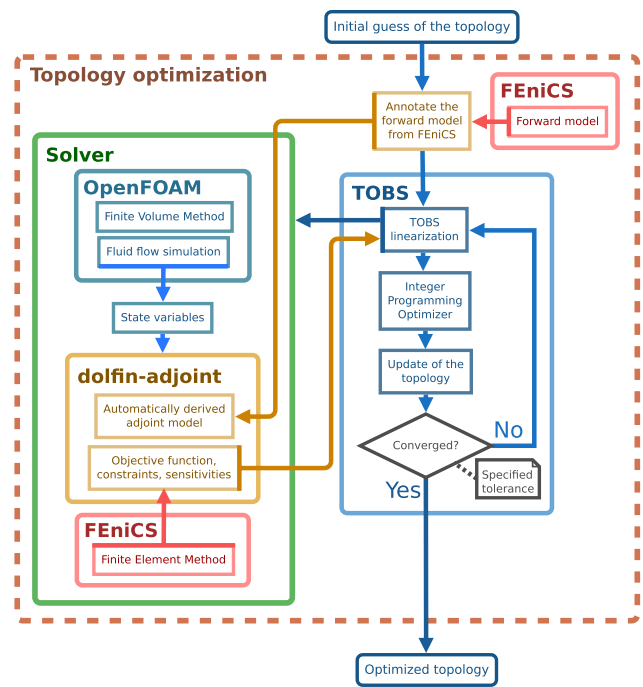 Initial guess of the topology
Topology optimization
FEniCS
Forward model
Annotate the
forward model
from FEniCS
Solver
OpenFOAM
Finite Volume Method
Fluid flow simulation
State variables
dolfin-adjoint
Automatically derived
adjoint model
Objective function,
constraints, sensitivities
FEniCS
Finite Element Method
TOBS
TOBS
linearization
Integer
Programming
Optimizer
Update of the
topology
Converged?
No
Specified
tolerance
Yes
Optimized topology